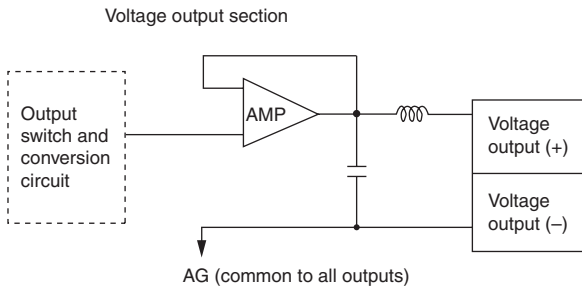 Voltage output section
AMP
Output
switch and
conversion
circuit
Voltage
output (+)
Voltage
output (–)
AG (common to all outputs)